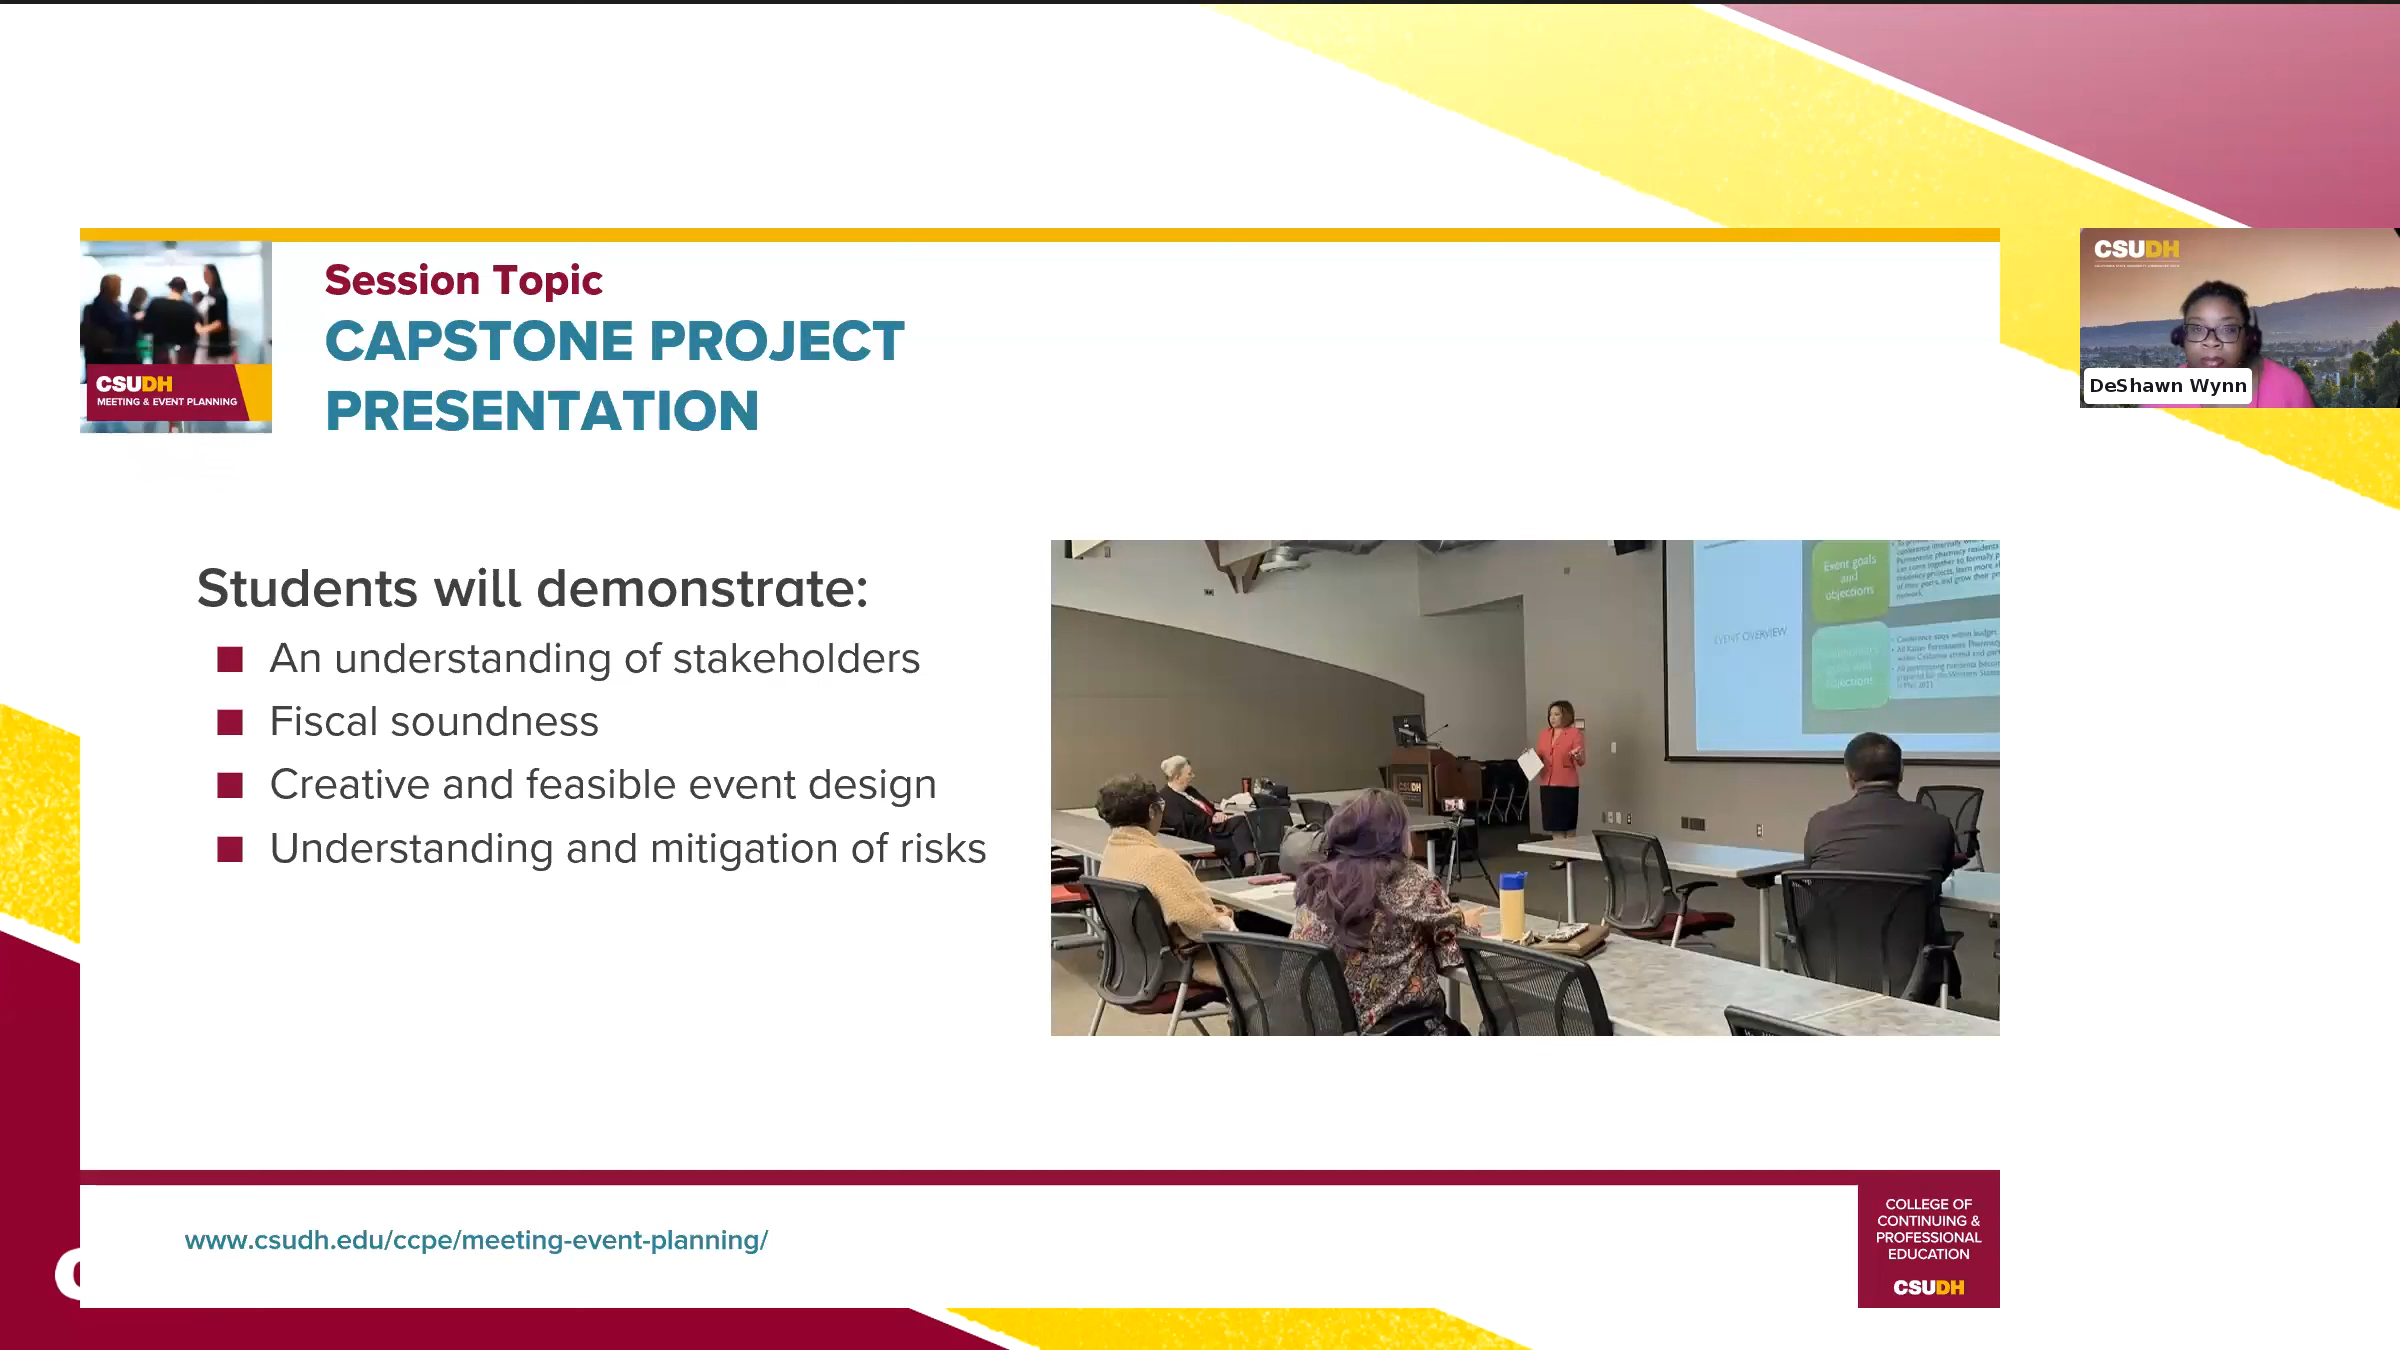 CSUDH
MEETING & EVENT PLANNING
Session Topic
CAPSTONE PROJECT
PRESENTATION
CSUDH
DeShawn Wynn
Students will demonstrate:
An understanding of stakeholders
Fiscal soundness
Creative and feasible event design
Understanding and mitigation of risks
EVENT OVERVIEW
Event goals
and
objections
CSUDH
www.csudh.edu/ccpe/meeting-event-planning/
COLLEGE OF
CONTINUING &
PROFESSIONAL
EDUCATION
CSUDH